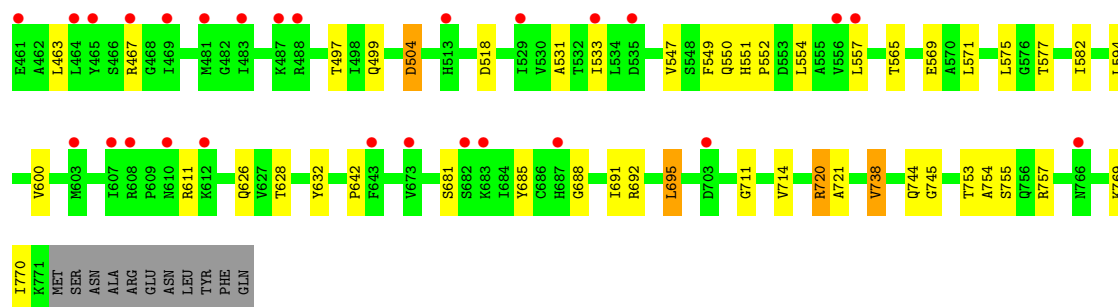 E461 A462 L463 L464 Y465 S466 R467 G468 I469 M481 G482 I483 K487 R488 T497 I498 Q499 D504 H513 D518 I529 V530 A531 T532 I533 L534 D535 V547 S548 F549 Q550 H551 P552 D553 L554 A555 V556 L557 T565 E569 A570 L571 L575 G576 T577 I582 L594
V600 M603 I607 R608 P609 N610 R611 K612 Q626 V627 T628 Y632 P642 F643 V673 S681 S682 K683 I684 Y685 C686 H687 G688 I691 R692 L695 D703 G711 V714 R720 A721 V738 Q744 G745 T753 A754 S755 Q756 R757 N766 K769
I770 K771 MET SER ASN ALA ARG GLU ASN LEU TYR PHE GLN